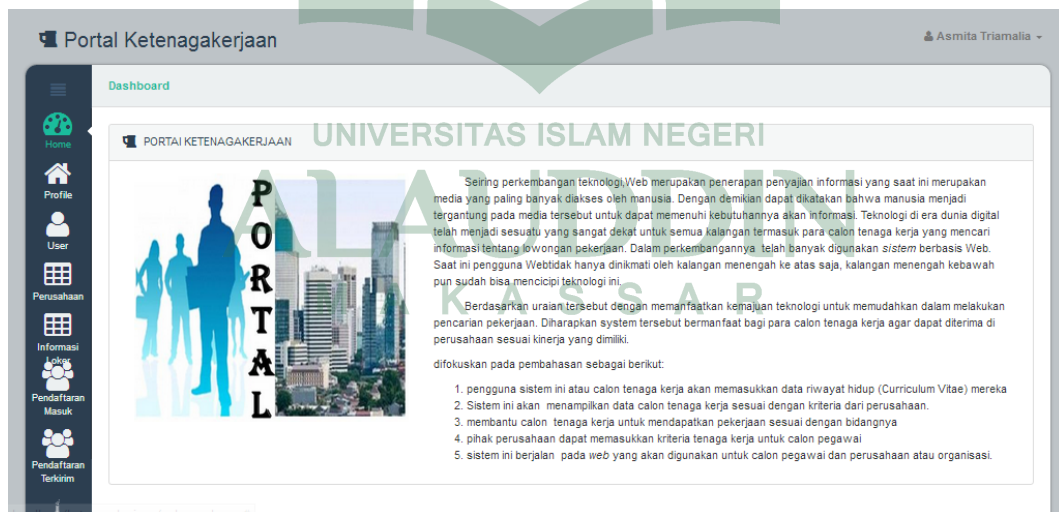 Portal Ketenagakerjaan
Asmita Triamalia
Dashboard
Home
Profile
User
Perusahaan
Informasi
Loker
Pendaftaran
Masuk
Pendaftaran
Terkirim
PORTAl KETENAGAKERJAAN
UNIVERSITAS ISLAM NEGERI
ALAUDDIN
MAKASSAR
PORTAL
Seiring perkembangan teknologi,Web merupakan penerapan penyajian informasi yang saat ini merupakan
media yang paling banyak diakses oleh manusia. Dengan demikian dapat dikatakan bahwa manusia menjadi
tergantung pada media tersebut untuk dapat memenuhi kebutuhannya akan informasi. Teknologi di era dunia digital
telah menjadi sesuatu yang sangat dekat untuk semua kalangan termasuk para calon tenaga kerja yang mencari
informasi tentang lowongan pekerjaan. Dalam perkembangannya telah banyak digunakan sistem berbasis Web.
Saat ini pengguna Webtidak hanya dinikmati oleh kalangan menengah ke atas saja, kalangan menengah kebawah
pun sudah bisa mencicipi teknologi ini.
Berdasarkan uraian tersebut dengan memanfaatkan kemajuan teknologi untuk memudahkan dalam melakukan
pencarian pekerjaan. Diharapkan system tersebut bermanfaat bagi para calon tenaga kerja agar dapat diterima di
perusahaan sesuai kinerja yang dimiliki.
difokuskan pada pembahasan sebagai berikut:
1. pengguna sistem ini atau calon tenaga kerja akan memasukkan data riwayat hidup (Curriculum Vitae) mereka
2. Sistem ini akan menampilkan data calon tenaga kerja sesuai dengan kriteria dari perusahaan.
3. membantu calon tenaga kerja untuk mendapatkan pekerjaan sesuai dengan bidangnya
4. pihak perusahaan dapat memasukkan kriteria tenaga kerja untuk calon pegawai
5. sistem ini berjalan pada web yang akan digunakan untuk calon pegawai dan perusahaan atau organisasi.